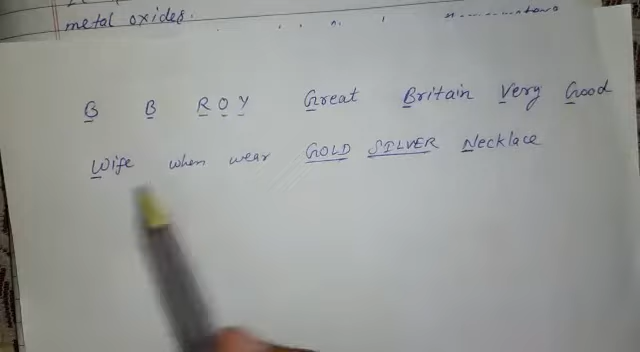 metal oxides.
B B R O Y Great Britain Very Good
Wife when wear GOLD SILVER Necklace